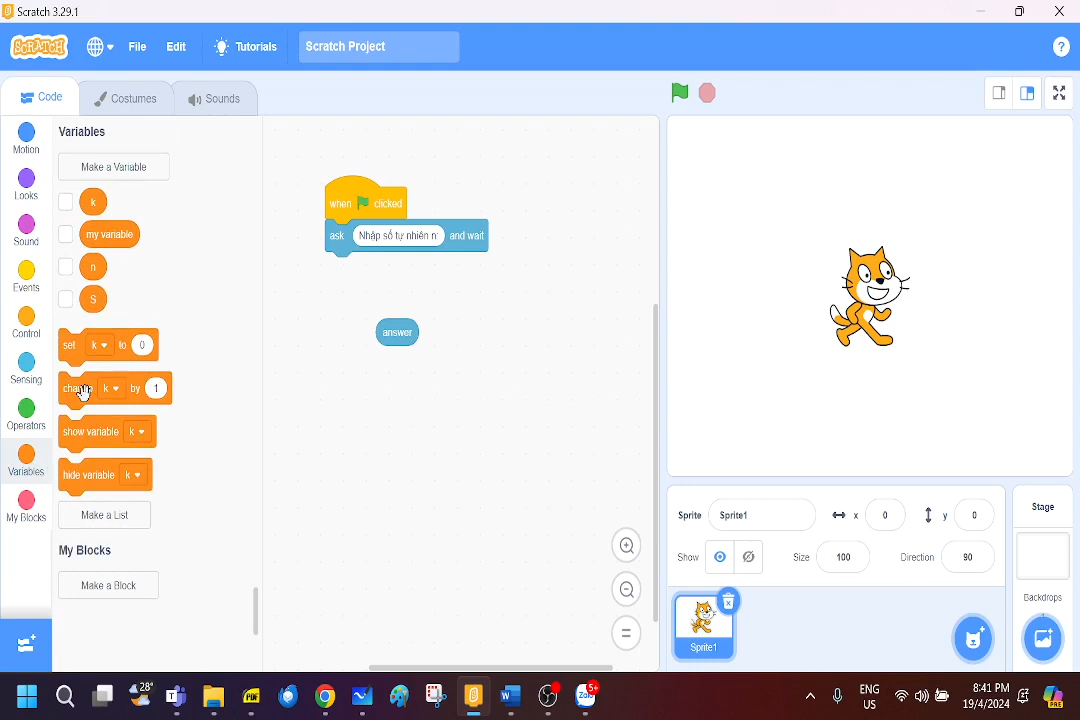 Scratch 3.29.1
SCRATCH File Edit Tutorials Scratch Project ?
Code Costumes Sounds
Motion
Looks
Sound
Events
Control
Sensing
Operators
Variables
My Blocks
Variables
Make a Variable
k
my variable
n
S
set k to 0
k by 1
show variable k
hide variable k
Make a List
My Blocks
Make a Block
when clicked
ask Nhập số tự nhiên n: and wait
answer
Sprite Sprite1 x 0 y 0
Show Size 100 Direction 90
Sprite1
Stage
Backdrops
28°
PDF
5+
ENG
US
8:41 PM
19/4/2024
PRE